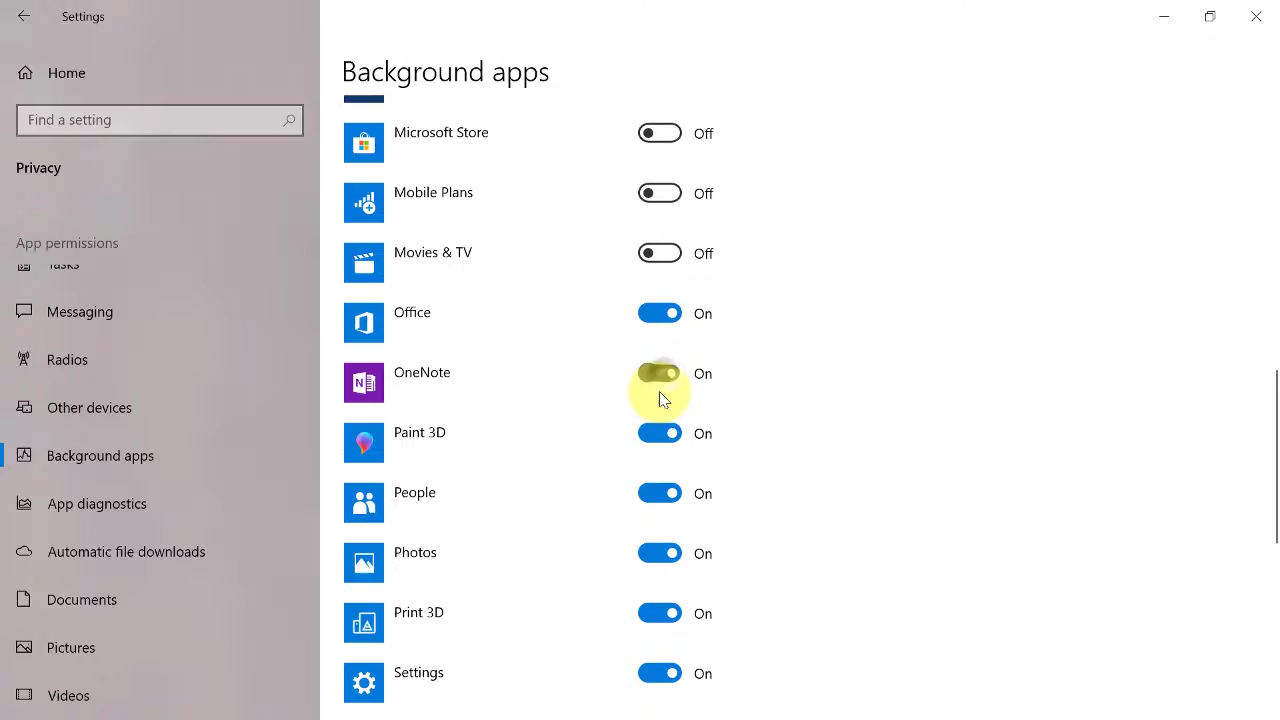 Settings
Home
Find a setting
Privacy
App permissions
Tasks
Messaging
Radios
Other devices
Background apps
App diagnostics
Automatic file downloads
Documents
Pictures
Videos
Background apps
Microsoft Store Off
Mobile Plans Off
Movies & TV Off
Office On
OneNote On
Paint 3D On
People On
Photos On
Print 3D On
Settings On